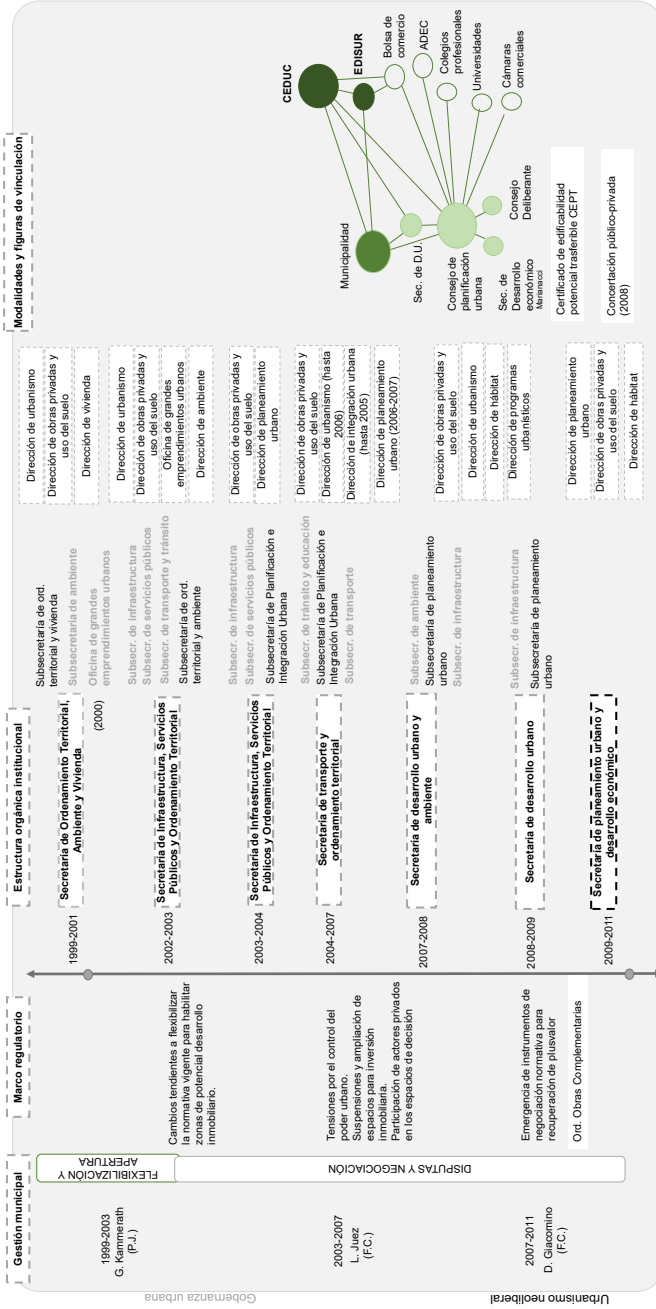 Gestión municipal
Marco regulatorio
Estructura orgánica institucional
Modalidades y figuras de vinculación
Gobernanza urbana
Urbanismo neoliberal
1999-2003
G. Kammerath
(P.J.)
2003-2007
L. Juez
(F.C.)
2007-2011
D. Giacomino
(F.C.)
FLEXIBILIZACIÓN Y
APERTURA
DISPUTAS Y NEGOCIACIÓN
Cambios tendientes a flexibilizar
la normativa vigente para habilitar
zonas de potencial desarrollo
inmobiliario.
Tensiones por el control del
poder urbano.
Suspensiones y ampliación de
espacios para inversión
inmobiliaria.
Participación de actores privados
en los espacios de decisión
Emergencia de instrumentos de
negociación normativa para
recuperación de plusvalor
Ord. Obras Complementarias
1999-2001
2002-2003
2003-2004
2004-2007
2007-2008
2008-2009
2009-2011
Secretaría de Ordenamiento Territorial,
Ambiente y Vivienda
Secretaría de Infraestructura, Servicios
Públicos y Ordenamiento Territorial
Secretaría de Infraestructura, Servicios
Públicos y Ordenamiento Territorial
Secretaría de transporte y
ordenamiento territorial
Secretaría de desarrollo urbano y
ambiente
Secretaría de desarrollo urbano
Secretaría de planeamiento urbano y
desarrollo económico
Subsecretaría de ord.
territorial y vivienda
Subsecretaría de ambiente
Oficina de grandes
emprendimientos urbanos
(2000)
Subsecr. de infraestructura
Subsecr. de servicios públicos
Subsecr. de transporte y tránsito
Subsecretaría de ord.
territorial y ambiente
Subsecr. de infraestructura
Subsecr. de servicios públicos
Subsecretaría de Planificación e
Integración Urbana
Subsecr. de tránsito y educación
Subsecretaría de Planificación e
Integración Urbana
Subsecr. de transporte
Subsecr. de ambiente
Subsecretaría de planeamiento
urbano
Subsecr. de infraestructura
Subsecr. de infraestructura
Subsecretaría de planeamiento
urbano
Dirección de urbanismo
Dirección de obras privadas y
uso del suelo
Dirección de vivienda
Dirección de urbanismo
Dirección de obras privadas y
uso del suelo
Oficina de grandes
emprendimientos urbanos
Dirección de ambiente
Dirección de obras privadas y
uso del suelo
Dirección de planeamiento
urbano
Dirección de obras privadas y
uso del suelo
Dirección de urbanismo (hasta
2006)
Dirección de integración urbana
(hasta 2005)
Dirección de planeamiento
urbano (2006-2007)
Dirección de obras privadas y
uso del suelo
Dirección de urbanismo
Dirección de hábitat
Dirección de programas
urbanísticos
Dirección de planeamiento
urbano
Dirección de obras privadas y
uso del suelo
Dirección de hábitat
CEDUC
EDISUR
Bolsa de
comercio
ADEC
Colegios
profesionales
Universidades
Cámaras
comerciales
Municipalidad
Sec. de D.U.
Consejo de
planificación
urbana
Sec. de
Desarrollo
económico
Marianacci
Consejo
Deliberante
Certificado de edificabilidad
potencial trasferible CEPT
Concertación público-privada
(2008)